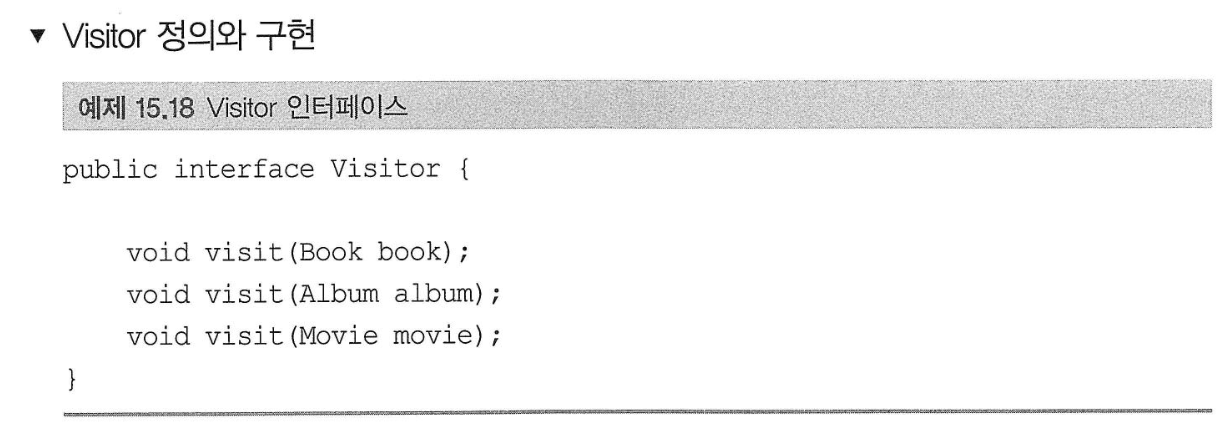 ▼ Visitor 정의와 구현
예제 15.18 Visitor 인터페이스
public interface Visitor {
    void visit(Book book);
    void visit(Album album);
    void visit(Movie movie);
}